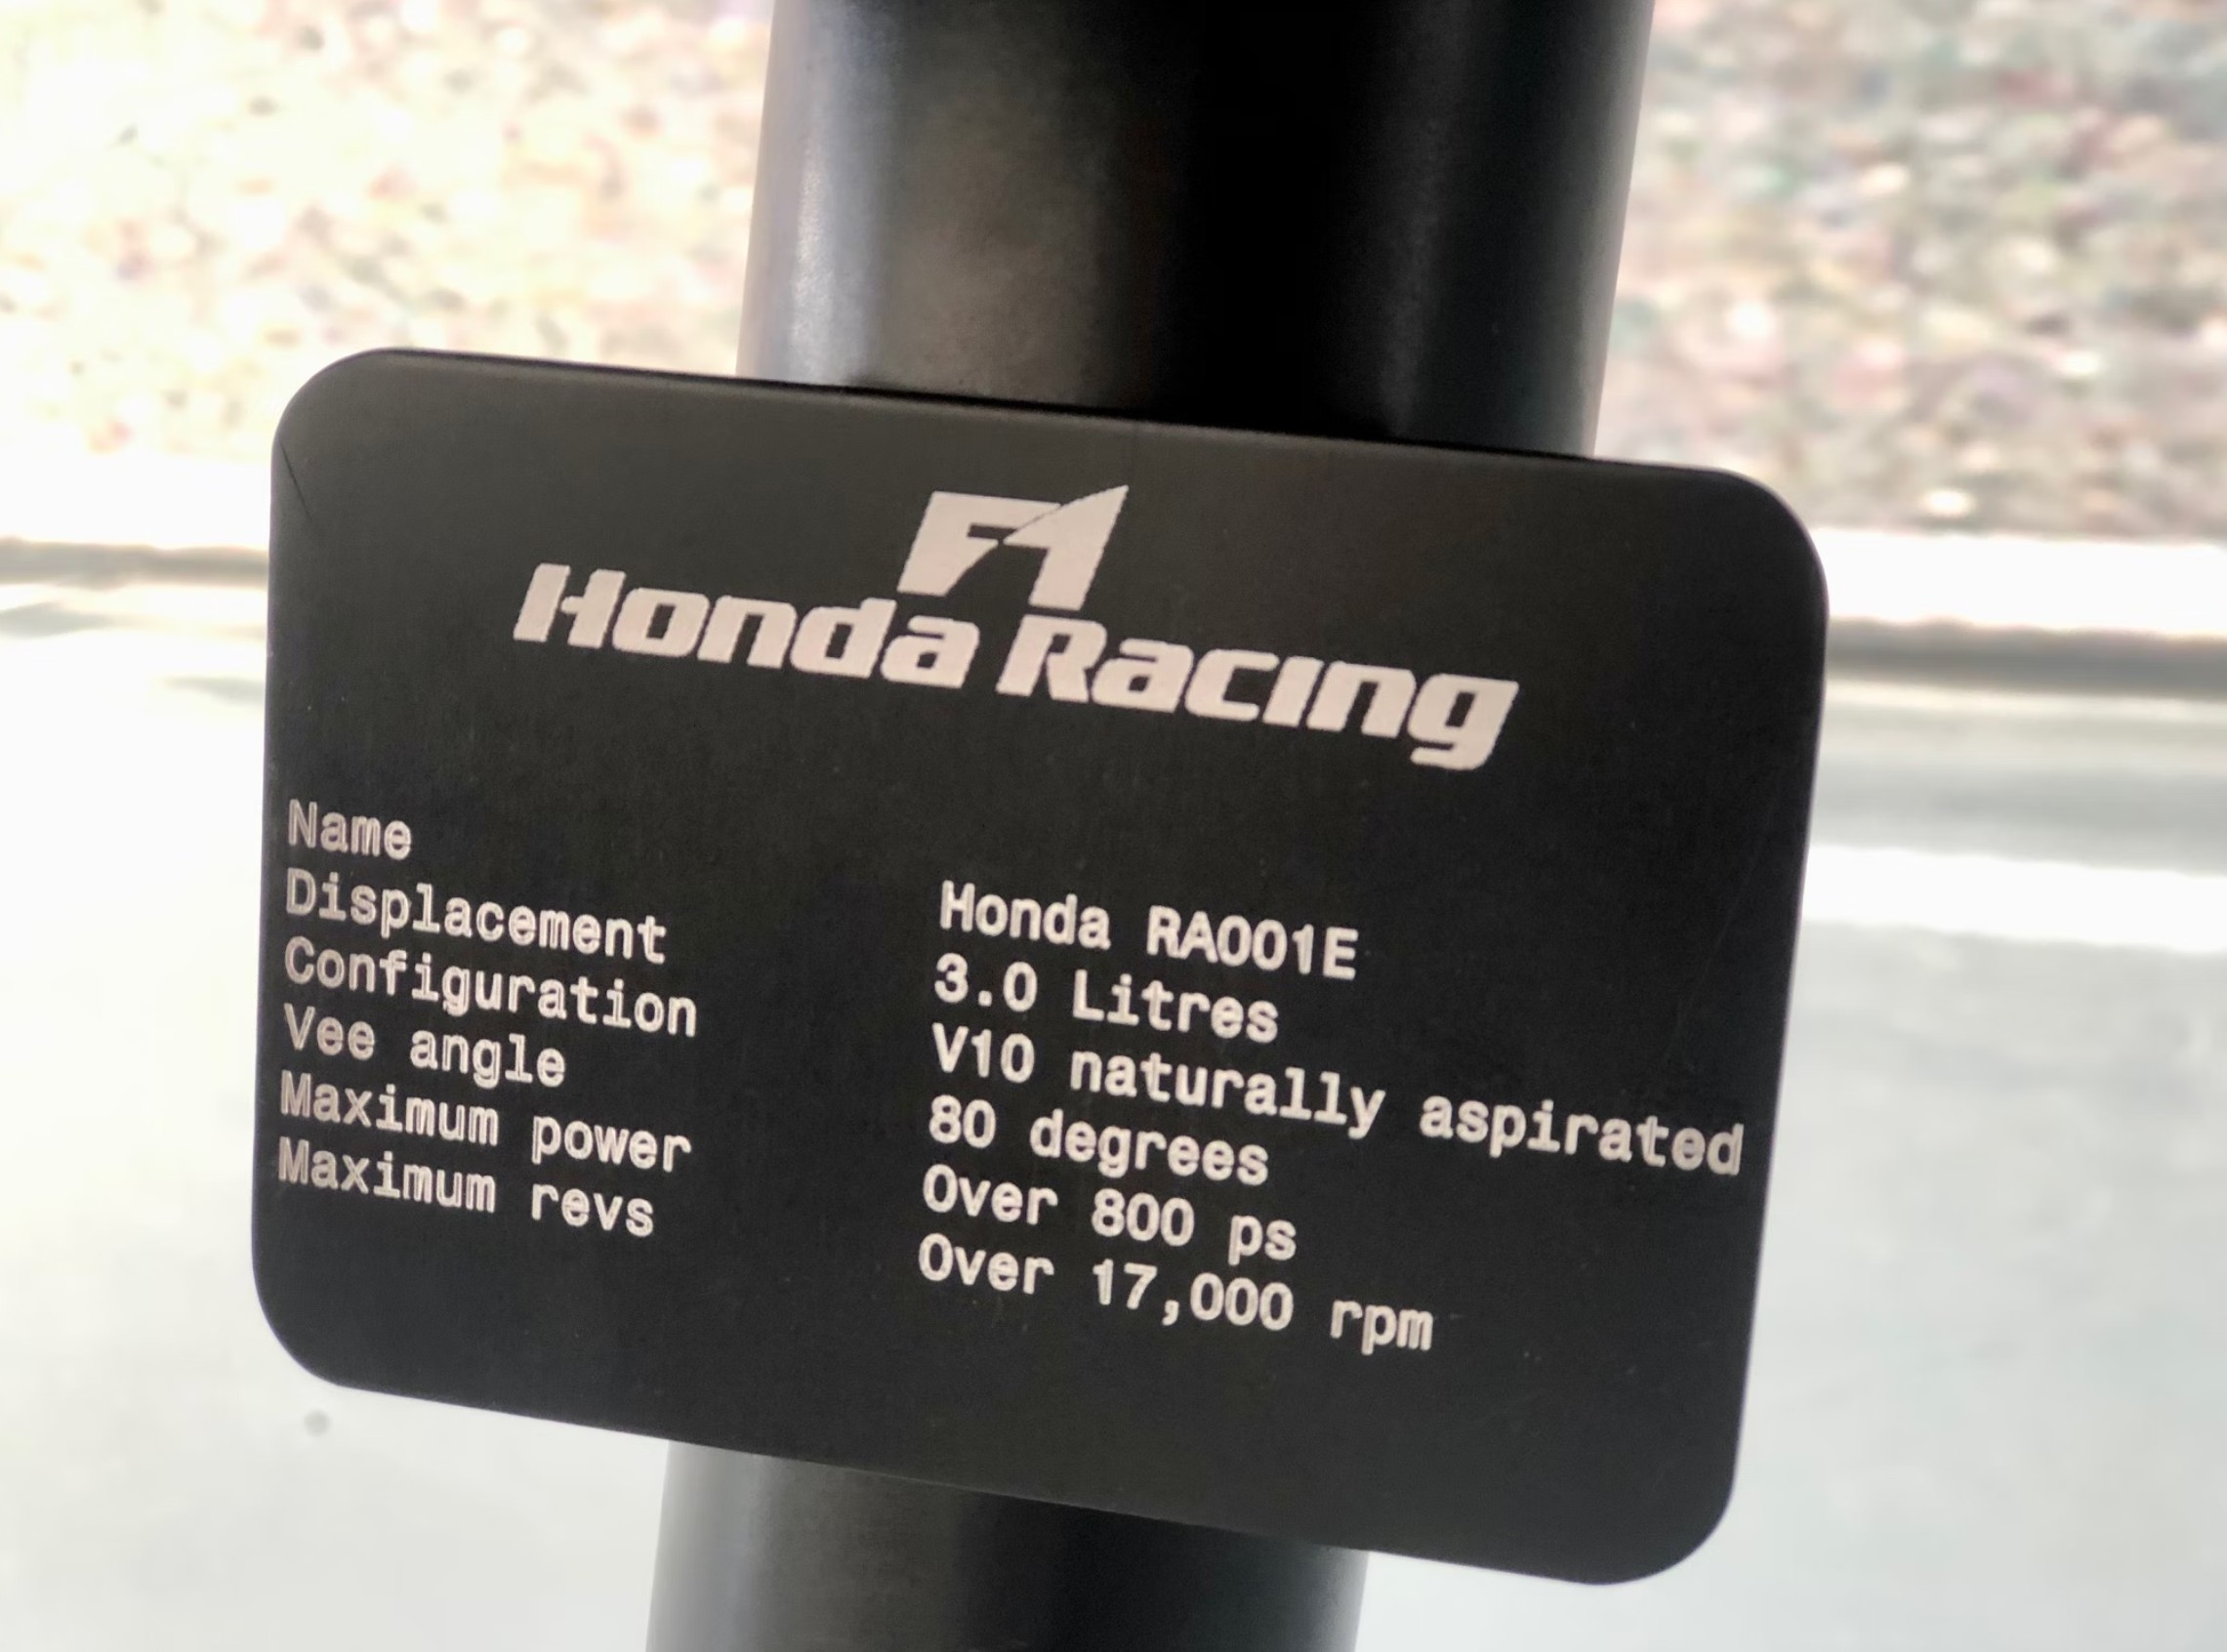 F1
Honda Racing
Name Honda RA001E
Displacement 3.0 Litres
Configuration V10 naturally aspirated
Vee angle 80 degrees
Maximum power Over 800 ps
Maximum revs Over 17,000 rpm